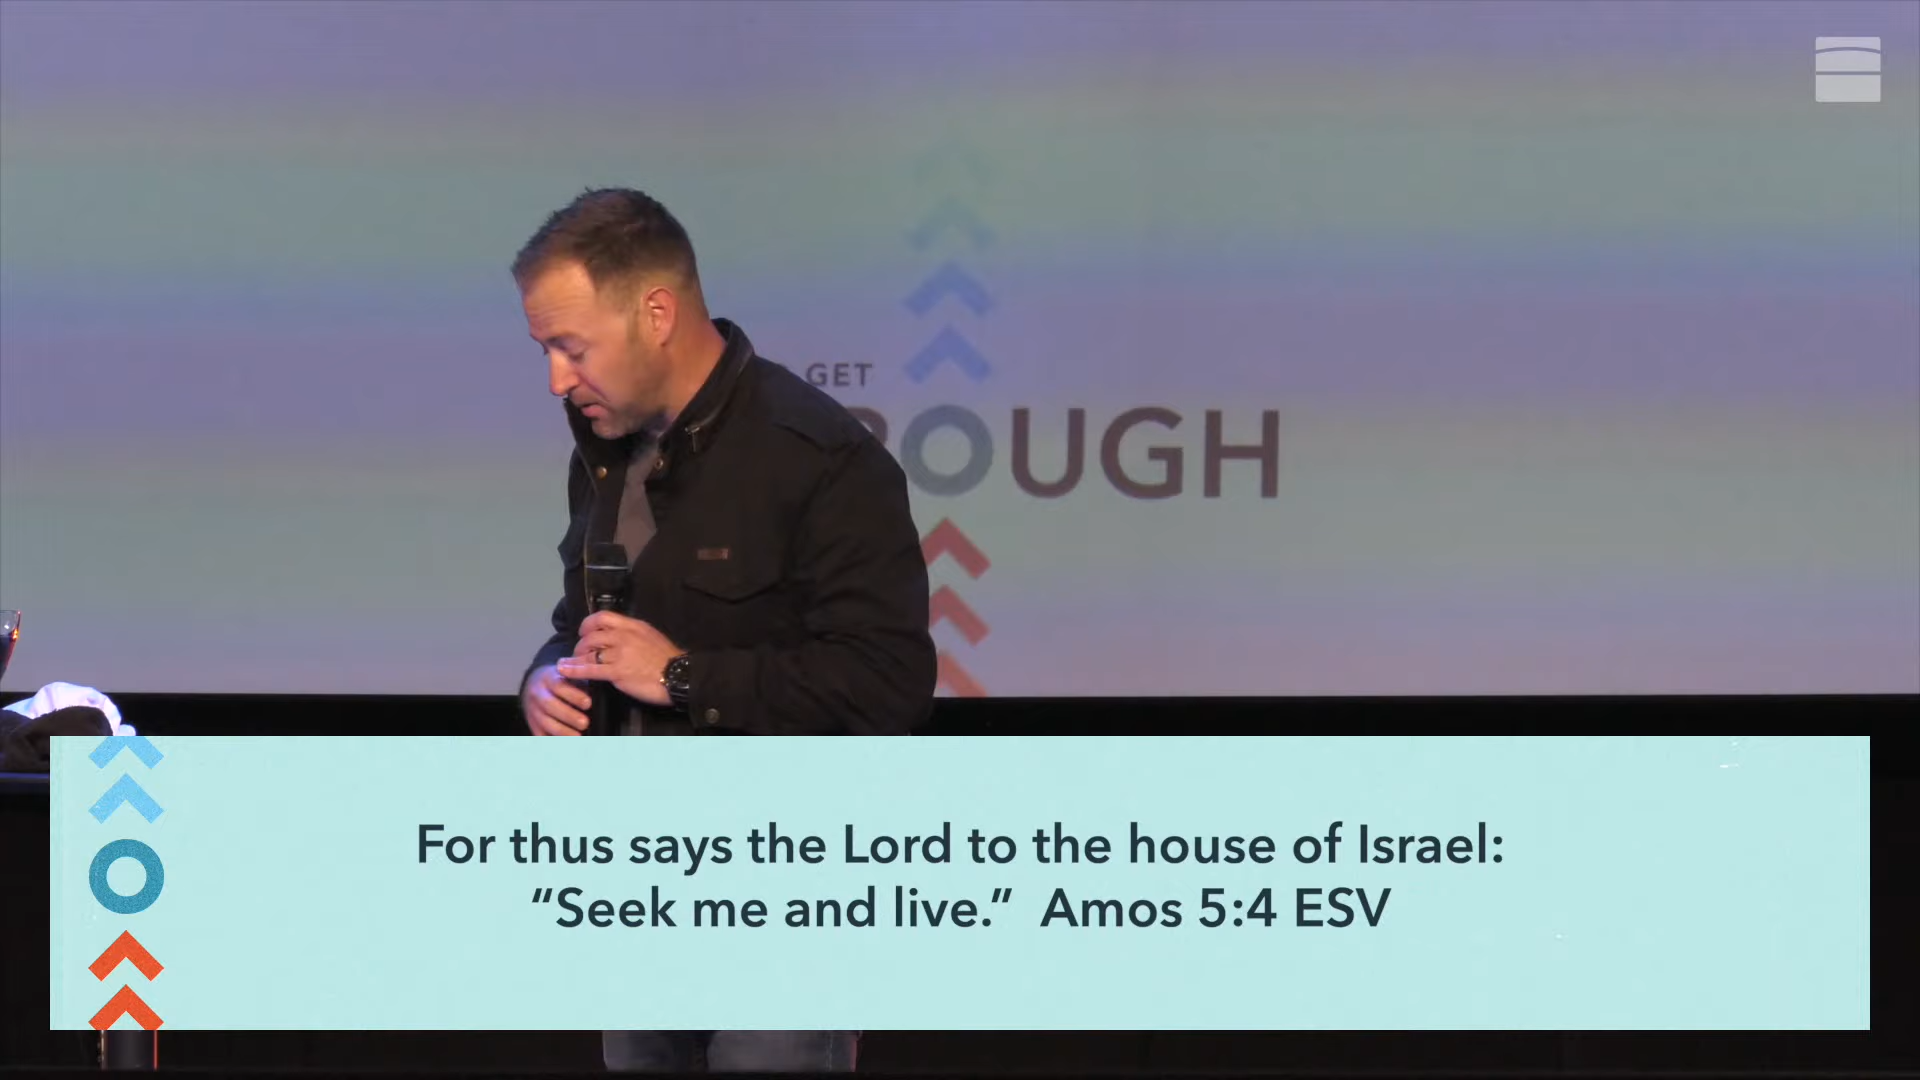 GET
OUGH
For thus says the Lord to the house of Israel:
“Seek me and live.”  Amos 5:4 ESV